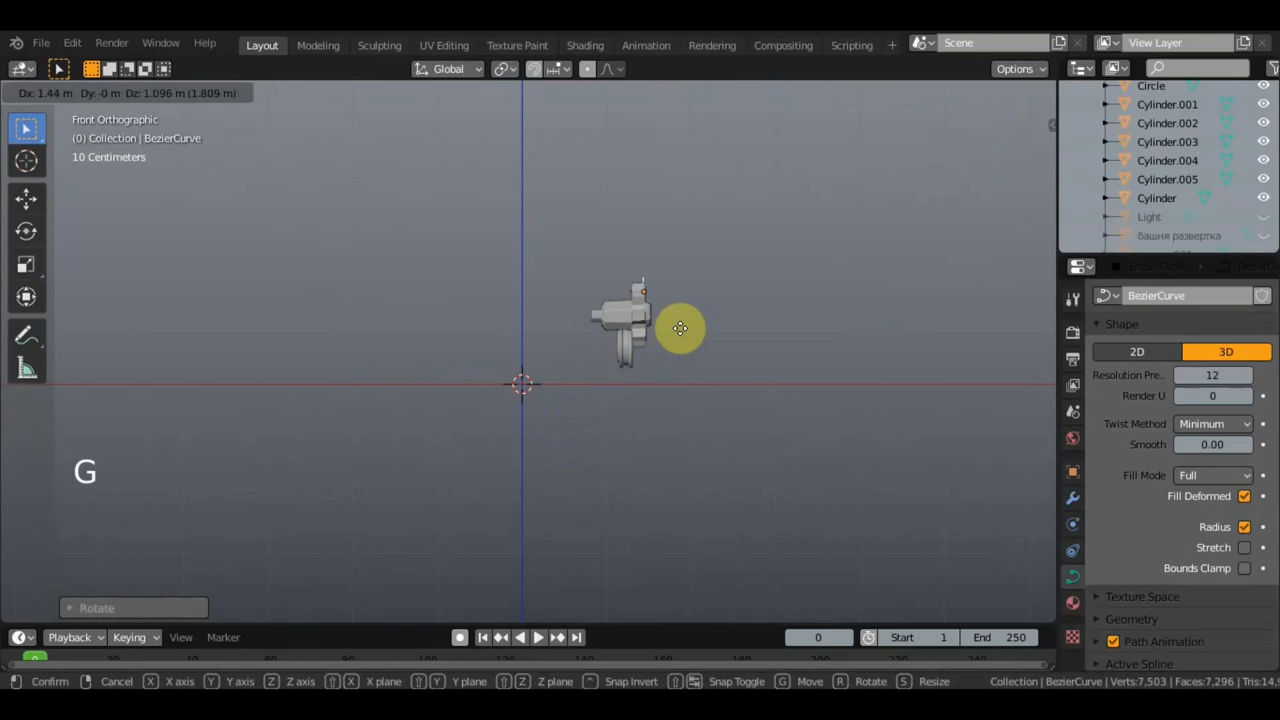 File Edit Render Window Help Layout Modeling Sculpting UV Editing Texture Paint Shading Animation Rendering Compositing Scripting + Scene View Layer
Global Options
Dx: 1.44 m Dy: -0 m Dz: 1.096 m (1.809 m)
Front Orthographic
(0) Collection | BezierCurve
10 Centimeters
Circle
Cylinder.001
Cylinder.002
Cylinder.003
Cylinder.004
Cylinder.005
Cylinder
Light
башня развертка
BezierCurve
Shape
2D 3D
Resolution Pre.. 12
Render U 0
Twist Method Minimum
Smooth 0.00
Fill Mode Full
Fill Deformed
Radius
Stretch
Bounds Clamp
Texture Space
Geometry
Path Animation
Active Spline
G
Rotate
Playback Keying View Marker 0 Start 1 End 250
0
Confirm Cancel X X axis Y Y axis Z Z axis X X plane Y Y plane Z Z plane Snap Invert Snap Toggle G Move R Rotate S Resize Collection | BezierCurve | Verts:7,503 | Faces:7,296 | Tris:14,